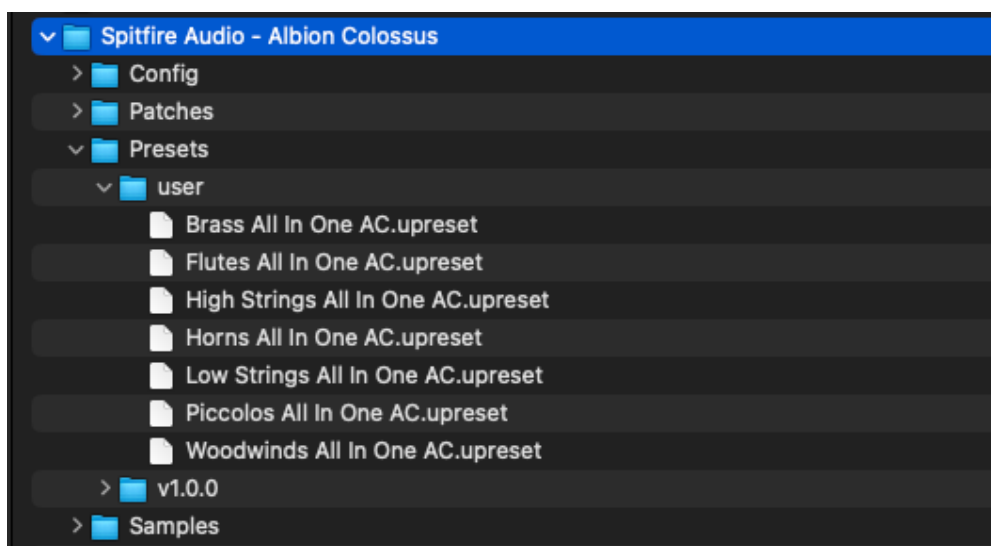 Spitfire Audio - Albion Colossus
Config
Patches
Presets
user
Brass All In One AC.upreset
Flutes All In One AC.upreset
High Strings All In One AC.upreset
Horns All In One AC.upreset
Low Strings All In One AC.upreset
Piccolos All In One AC.upreset
Woodwinds All In One AC.upreset
v1.0.0
Samples